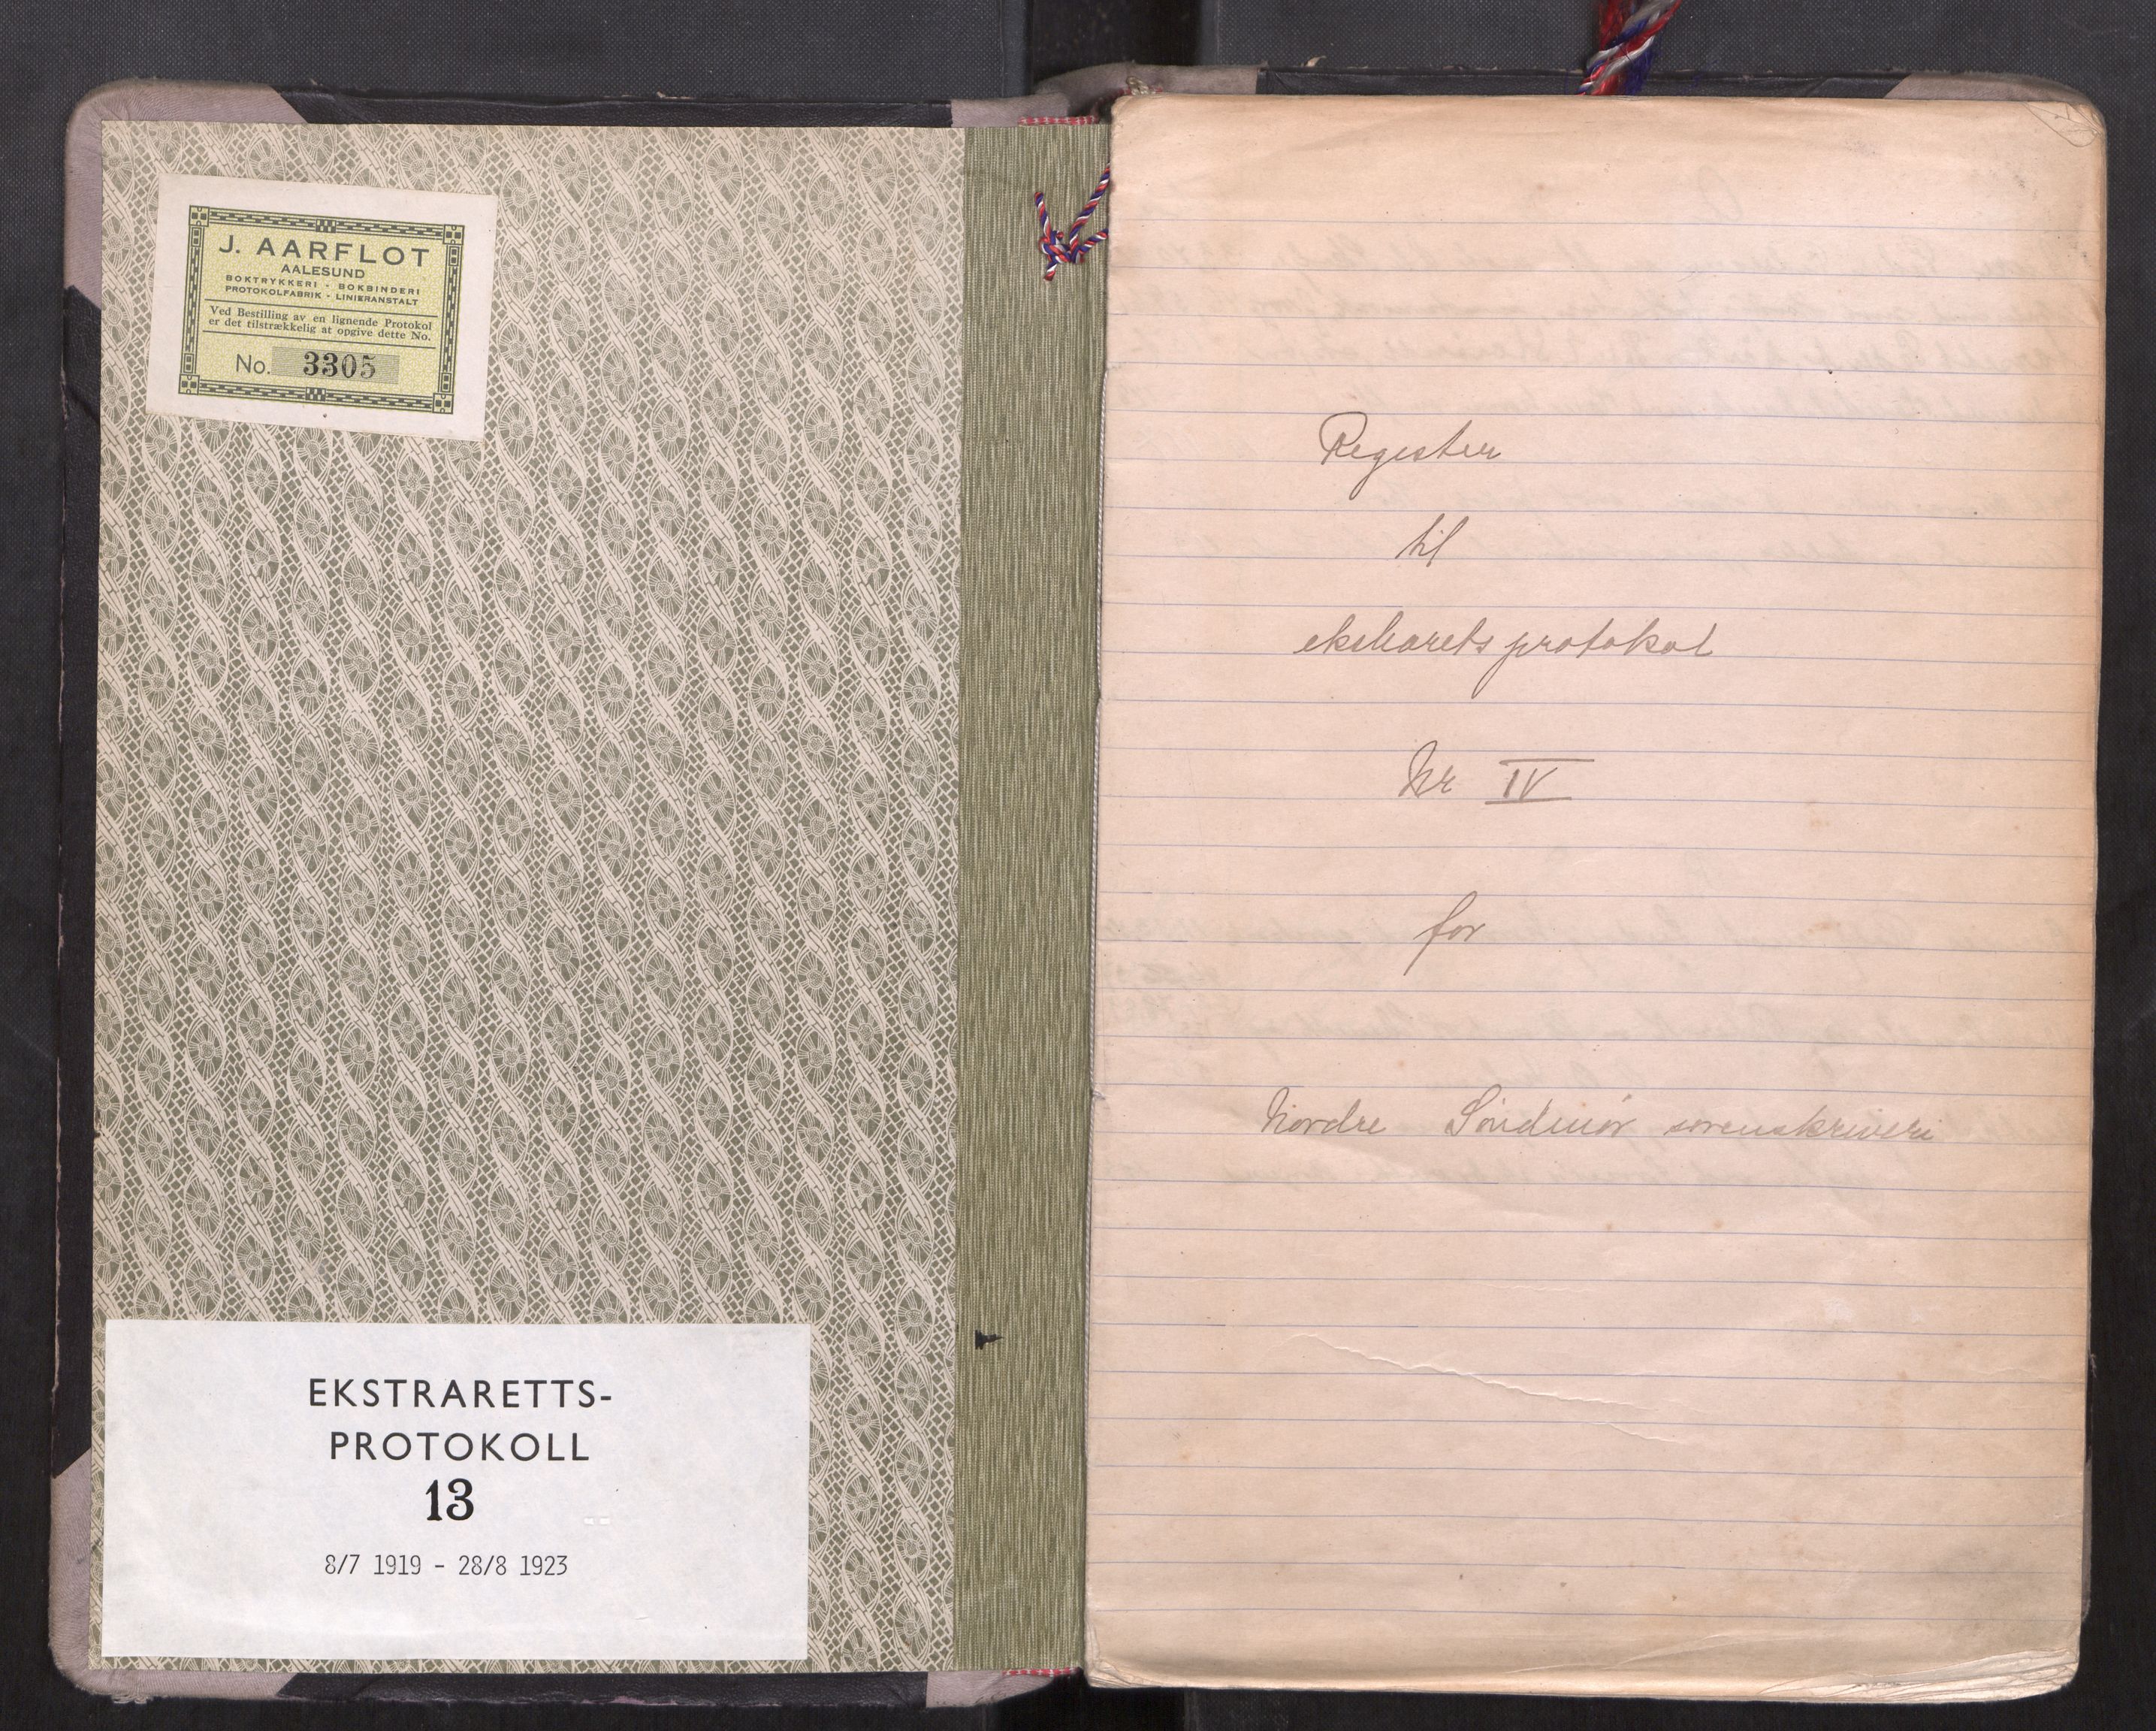 J. AARFLOT
AALESUND
BOKTRYKKERI - BOKBINDERI
PROTOKOLFABRIK - LINIERANSTALT
Ved Bestilling av en lignende Protokol
er det tilstrækkelig at opgive dette No.
No. 3305
EKSTRARETTS-
PROTOKOLL
13
8/7 1919 - 28/8 1923
Register
til
ekstraretsprotokol
Nr IV
for
Nordre Søndmør sorenskriveri